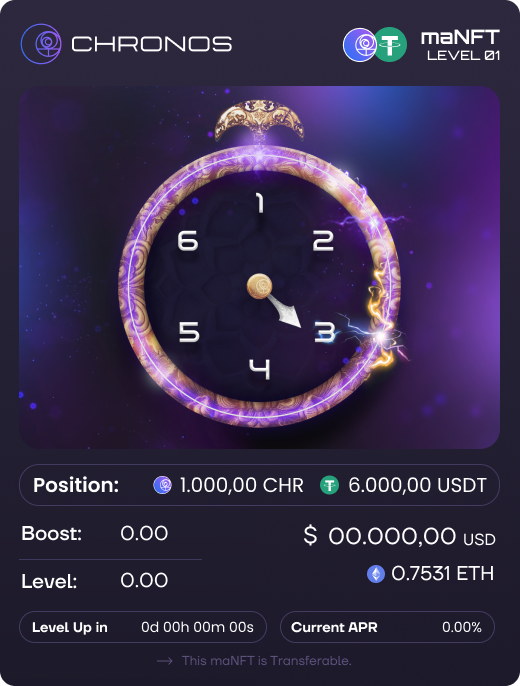 CHRONOS
maNFT
LEVEL 01
1
6 2
5 3
4
Position: 1.000,00 CHR 6.000,00 USDT
Boost: 0.00
$ 00.000,00 USD
Level: 0.00
0.7531 ETH
Level Up in 0d 00h 00m 00s
Current APR 0.00%
→ This maNFT is Transferable.